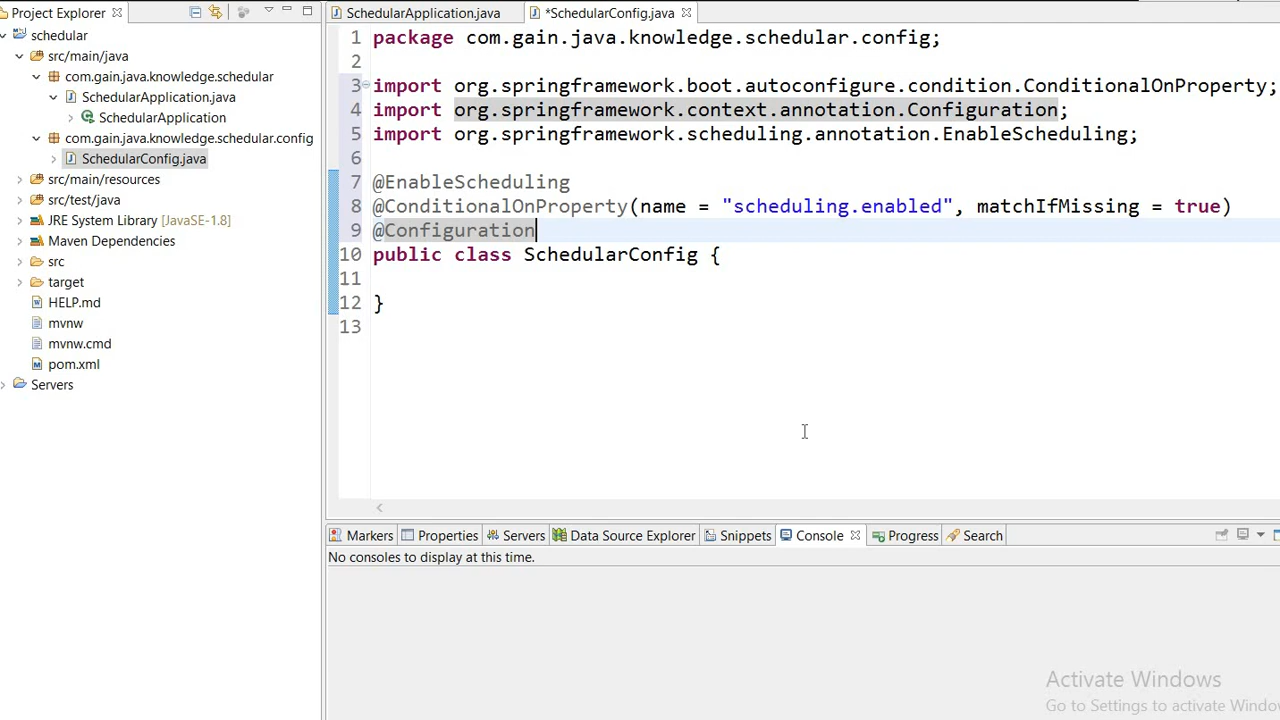 Project Explorer
schedular
src/main/java
com.gain.java.knowledge.schedular
SchedularApplication.java
SchedularApplication
com.gain.java.knowledge.schedular.config
SchedularConfig.java
src/main/resources
src/test/java
JRE System Library [JavaSE-1.8]
Maven Dependencies
src
target
HELP.md
mvnw
mvnw.cmd
pom.xml
Servers
SchedularApplication.java *SchedularConfig.java
1 package com.gain.java.knowledge.schedular.config;
2
3 import org.springframework.boot.autoconfigure.condition.ConditionalOnProperty;
4 import org.springframework.context.annotation.Configuration;
5 import org.springframework.scheduling.annotation.EnableScheduling;
6
7 @EnableScheduling
8 @ConditionalOnProperty(name = "scheduling.enabled", matchIfMissing = true)
9 @Configuration
10 public class SchedularConfig {
11
12 }
13
Markers Properties Servers Data Source Explorer Snippets Console Progress Search
No consoles to display at this time.
Activate Windows
Go to Settings to activate Windo